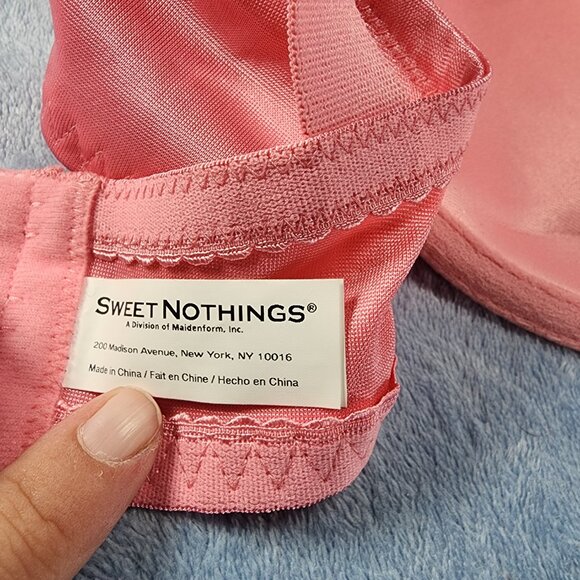 SWEET NOTHINGS®
A Division of Maidenform, Inc.
200 Madison Avenue, New York, NY 10016
Made in China / Fait en Chine / Hecho en China